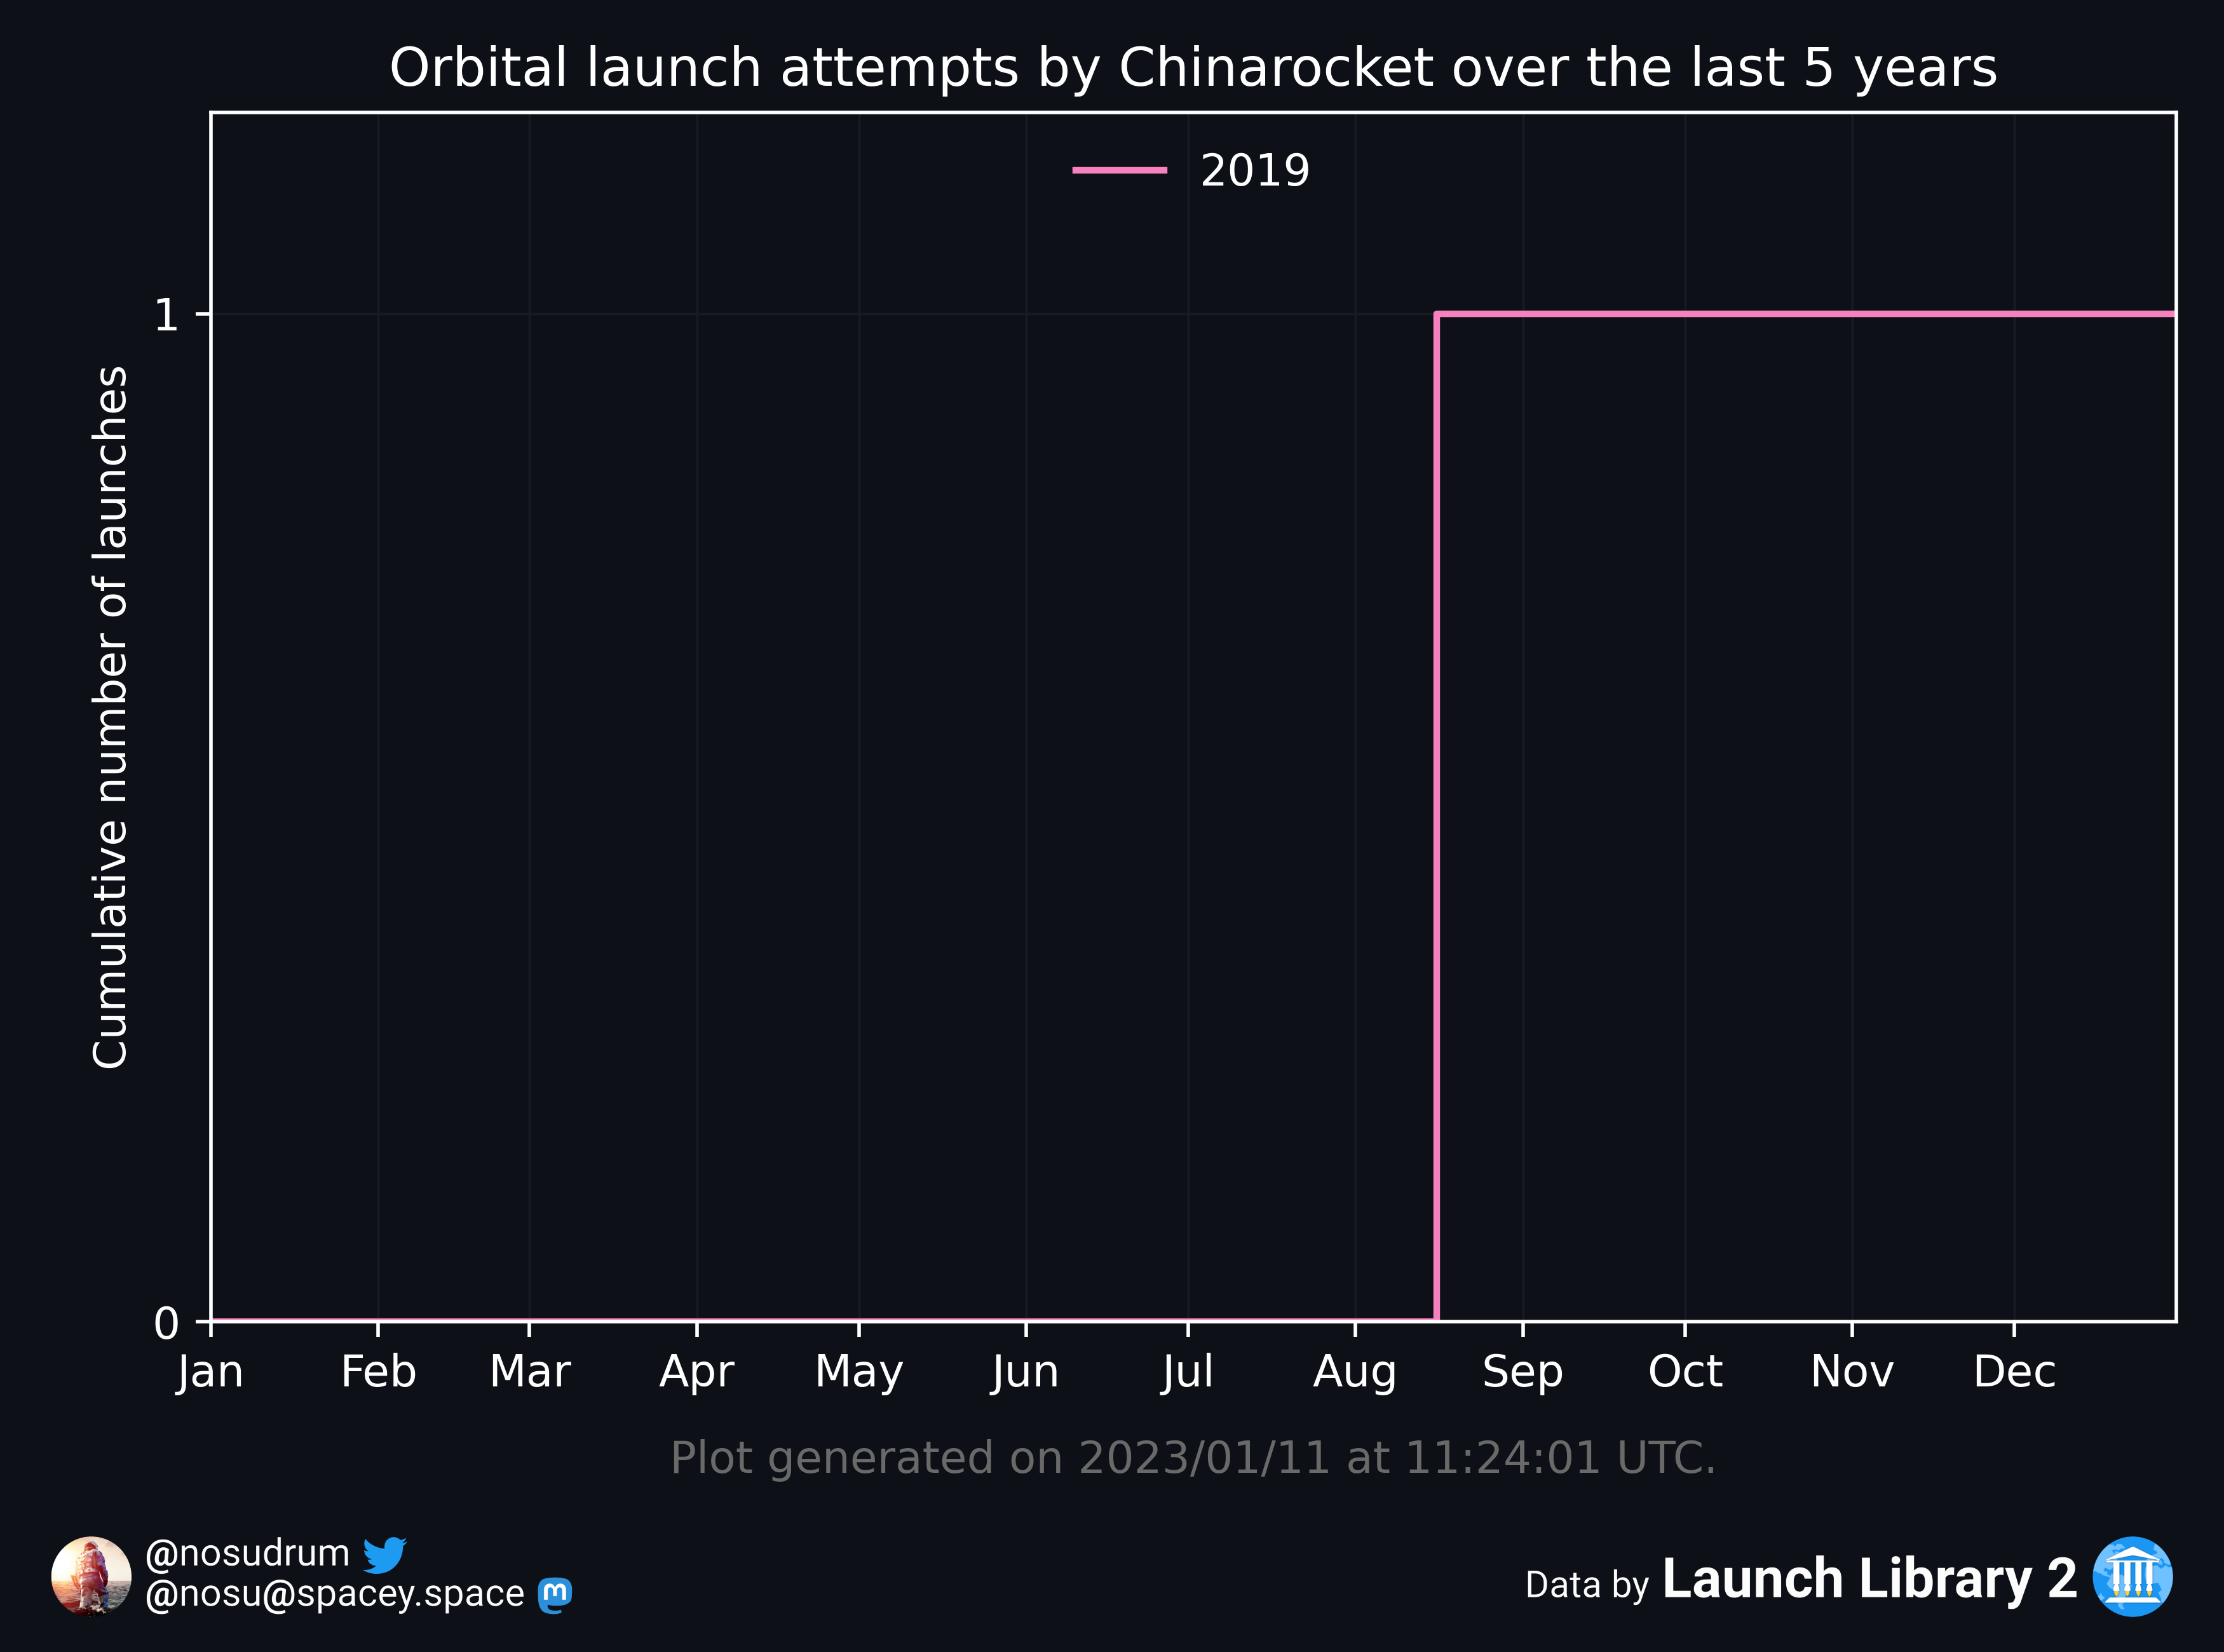 Orbital launch attempts by Chinarocket over the last 5 years
2019
Cumulative number of launches
1
0
Jan Feb Mar Apr May Jun Jul Aug Sep Oct Nov Dec
Plot generated on 2023/01/11 at 11:24:01 UTC.
@nosudrum
@nosu@spacey.space
Data by Launch Library 2